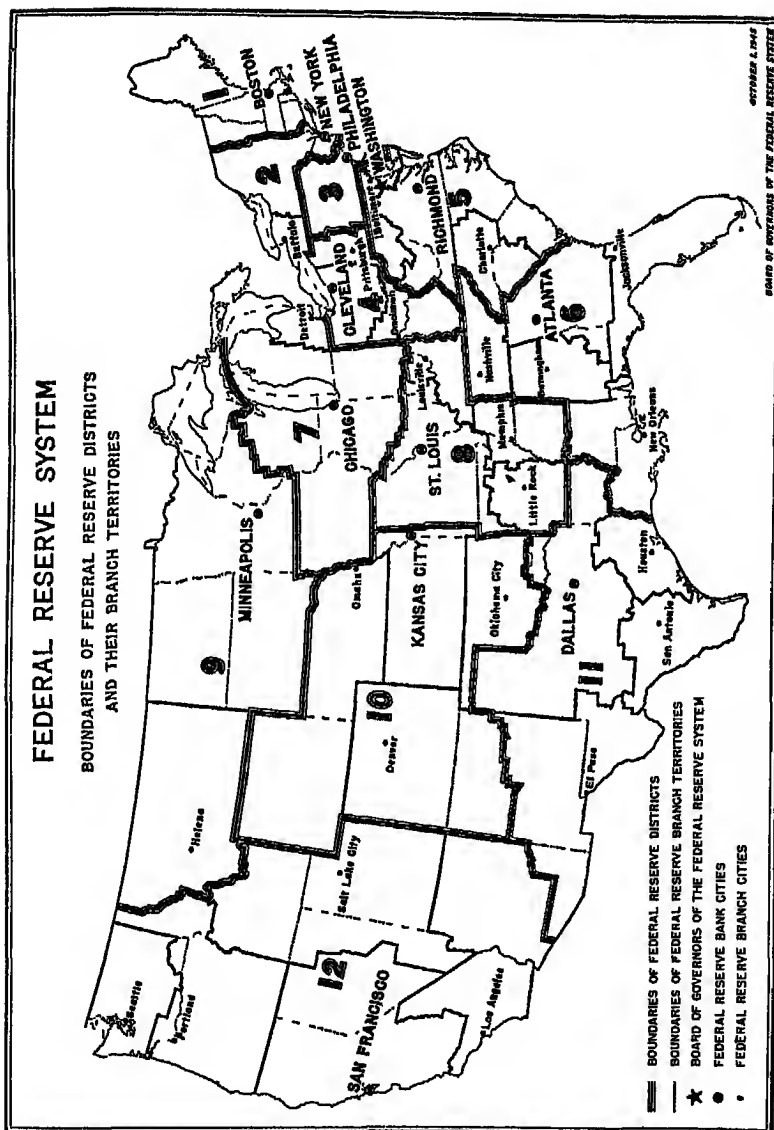 FEDERAL RESERVE SYSTEM
BOUNDARIES OF FEDERAL RESERVE DISTRICTS
AND THEIR BRANCH TERRITORIES
1
BOSTON
2
NEW YORK
Buffalo
3
PHILADELPHIA
WASHINGTON
Baltimore
CLEVELAND
Pittsburgh
4
Cincinnati
RICHMOND
5
Charlotte
Detroit
7
CHICAGO
MINNEAPOLIS
9
Helena
Seattle
Portland
Salt Lake City
12
SAN FRANCISCO
Los Angeles
10
Denver
Omaha
KANSAS CITY
Oklahoma City
ST. LOUIS
8
Louisville
Memphis
Little Rock
Nashville
Birmingham
ATLANTA
6
Jacksonville
New Orleans
DALLAS
11
Houston
San Antonio
El Paso
BOUNDARIES OF FEDERAL RESERVE DISTRICTS
BOUNDARIES OF FEDERAL RESERVE BRANCH TERRITORIES
BOARD OF GOVERNORS OF THE FEDERAL RESERVE SYSTEM
FEDERAL RESERVE BANK CITIES
FEDERAL RESERVE BRANCH CITIES
BOARD OF GOVERNORS OF THE FEDERAL RESERVE SYSTEM